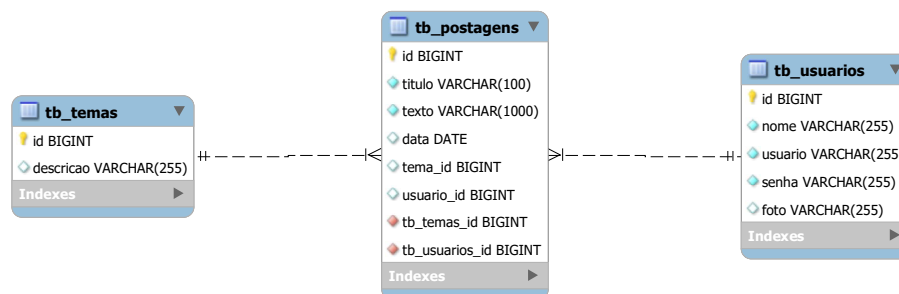 tb_temas
id BIGINT
descricao VARCHAR(255)
Indexes
tb_postagens
id BIGINT
titulo VARCHAR(100)
texto VARCHAR(1000)
data DATE
tema_id BIGINT
usuario_id BIGINT
tb_temas_id BIGINT
tb_usuarios_id BIGINT
Indexes
tb_usuarios
id BIGINT
nome VARCHAR(255)
usuario VARCHAR(255
senha VARCHAR(255)
foto VARCHAR(255)
Indexes